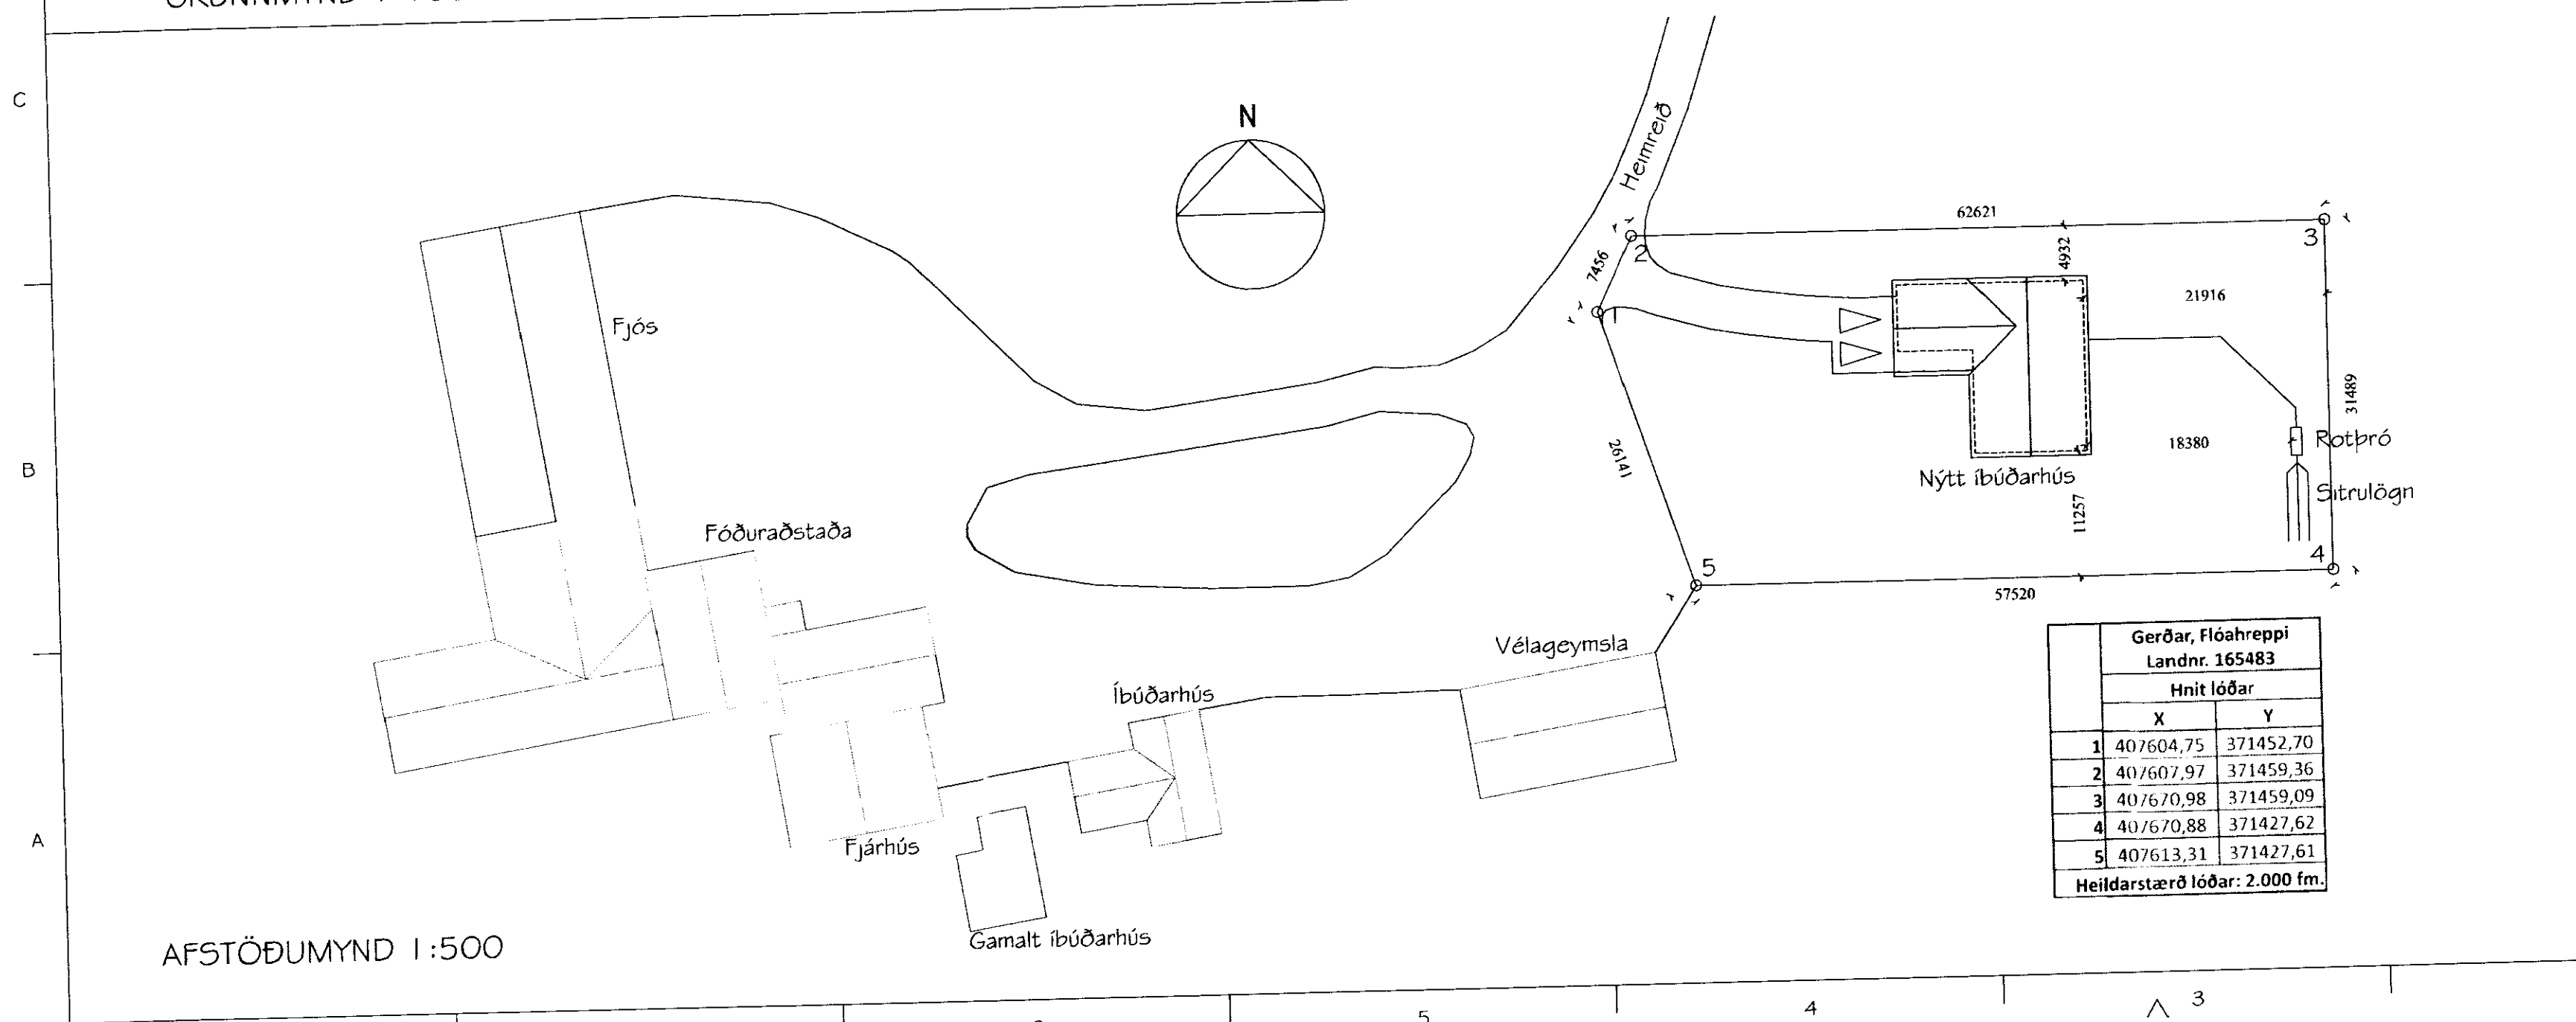 C
N
Heimreið
62621
3
2
4932
7456
21916
1
Fjós
31489
26141
B
18380
Rotþró
Nýtt íbúðarhús
Sitrulögn
11257
Fóðuraðstaða
4
5
57520
Vélageymsla
Íbúðarhús
Gerðar, Flóahreppi
Landnr. 165483
Hnit lóðar
X Y
1 407604,75 371452,70
2 407607,97 371459,36
3 407670,98 371459,09
4 407670,88 371427,62
5 407613,31 371427,61
Heildarstærð lóðar: 2.000 fm.
A
Fjárhús
Gamalt íbúðarhús
AFSTÖÐUMYND 1:500
5
4
3